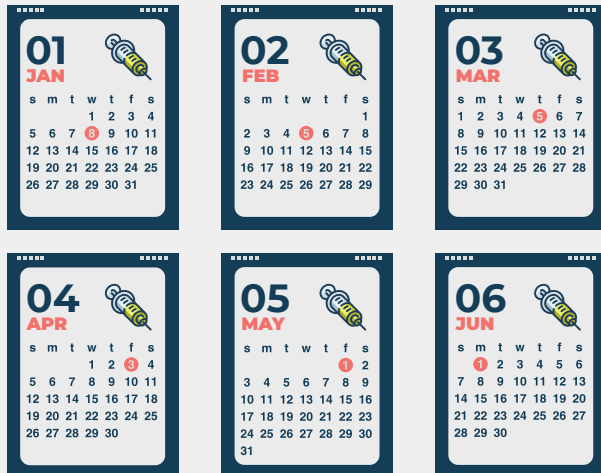 01
JAN
s m t w t f s
1 2 3 4
5 6 7 8 9 10 11
12 13 14 15 16 17 18
19 20 21 22 23 24 25
26 27 28 29 30 31
02
FEB
s m t w t f s
1
2 3 4 5 6 7 8
9 10 11 12 13 14 15
16 17 18 19 20 21 22
23 24 25 26 27 28 29
03
MAR
s m t w t f s
1 2 3 4 5 6 7
8 9 10 11 12 13 14
15 16 17 18 19 20 21
22 23 24 25 26 27 28
29 30 31
04
APR
s m t w t f s
1 2 3 4
5 6 7 8 9 10 11
12 13 14 15 16 17 18
19 20 21 22 23 24 25
26 27 28 29 30
05
MAY
s m t w t f s
1 2
3 4 5 6 7 8 9
10 11 12 13 14 15 16
17 18 19 20 21 22 23
24 25 26 27 28 29 30
31
06
JUN
s m t w t f s
1 2 3 4 5 6
7 8 9 10 11 12 13
14 15 16 17 18 19 20
21 22 23 24 25 26 27
28 29 30